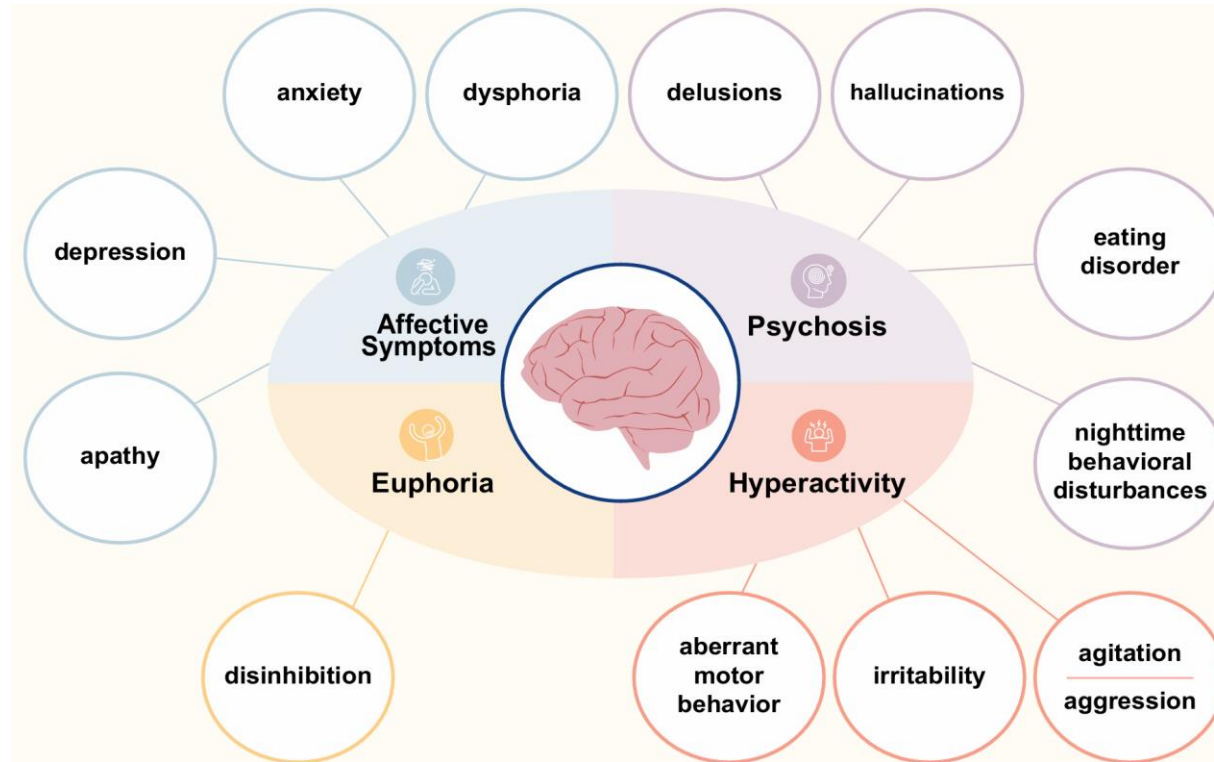 anxiety
dysphoria
delusions
hallucinations
depression
eating
disorder
Affective
Symptoms
Psychosis
apathy
nighttime
behavioral
disturbances
Euphoria
Hyperactivity
disinhibition
aberrant
motor
behavior
irritability
agitation
aggression